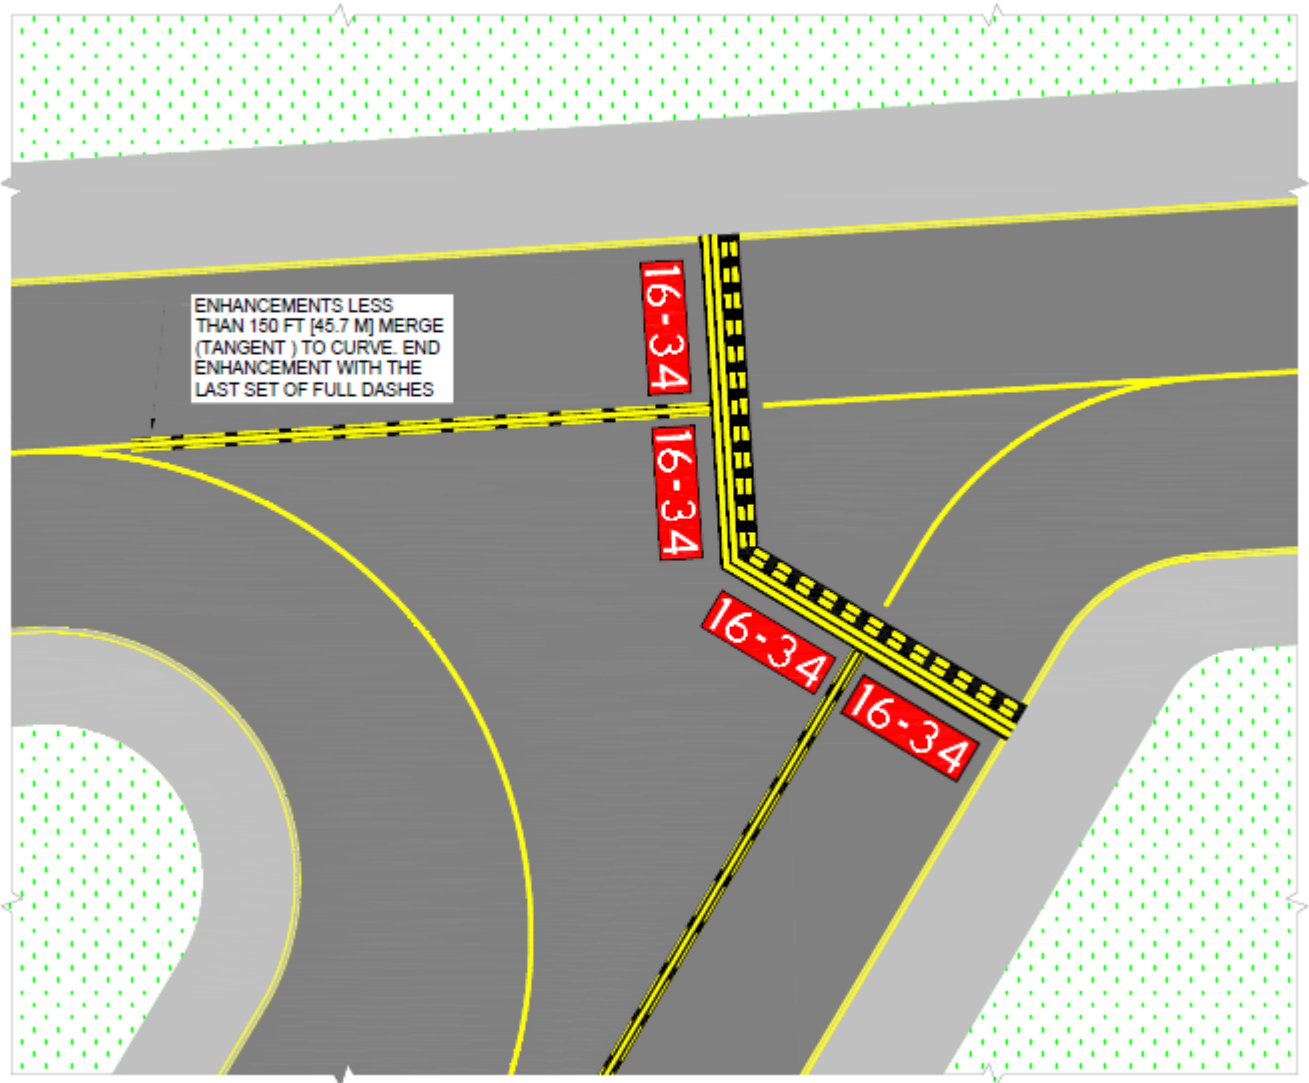 ENHANCEMENTS LESS
THAN 150 FT [45.7 M] MERGE
(TANGENT ) TO CURVE. END
ENHANCEMENT WITH THE
LAST SET OF FULL DASHES
16-34
16-34
16-34
16-34